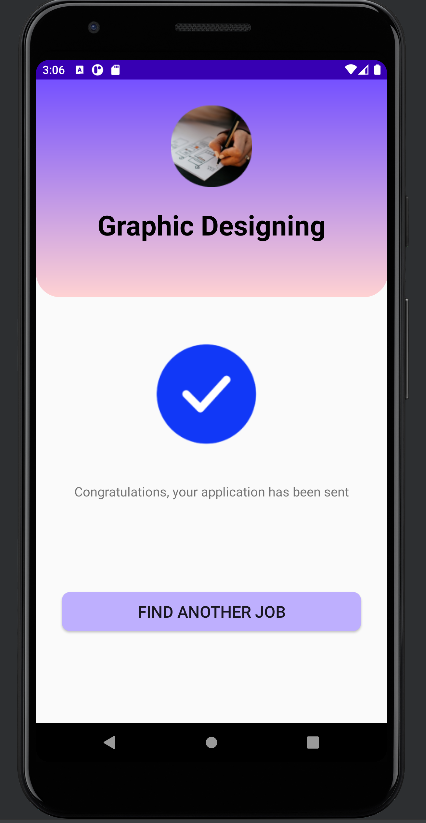 3:06
Graphic Designing
Congratulations, your application has been sent
FIND ANOTHER JOB